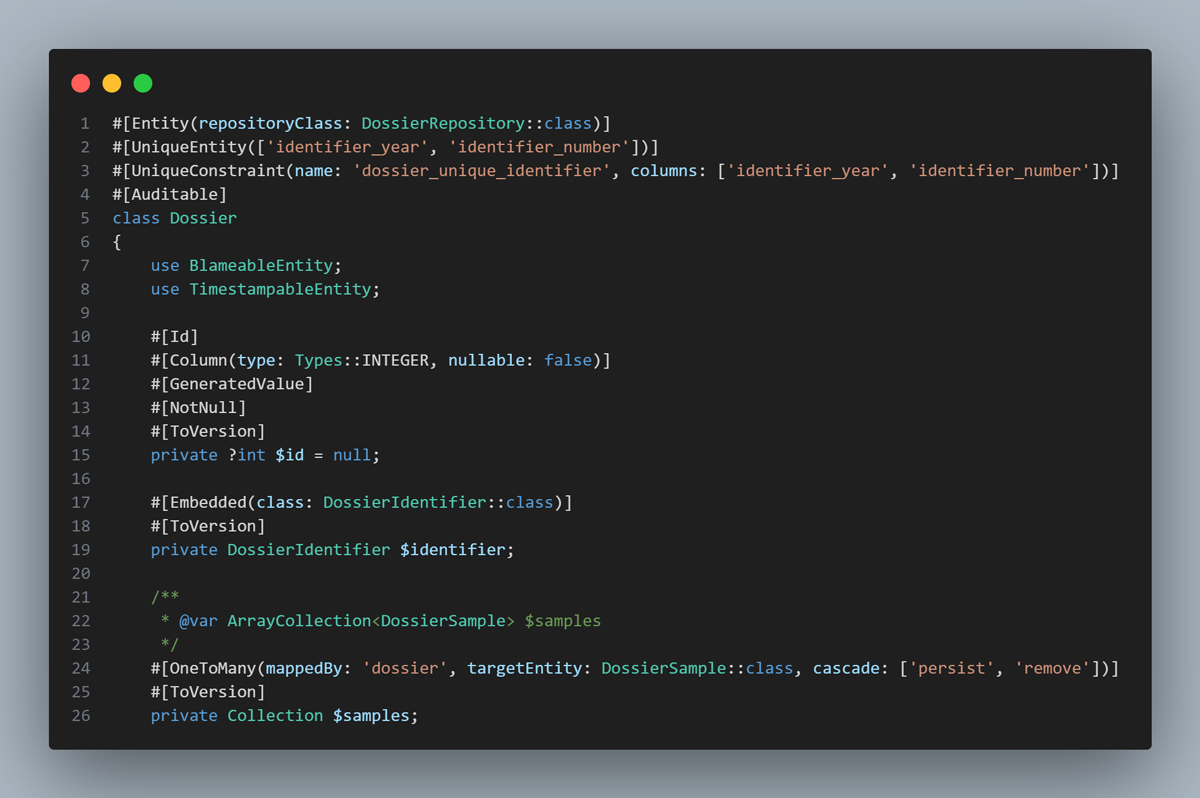 1 #[Entity(repositoryClass: DossierRepository::class)]
2 #[UniqueEntity(['identifier_year', 'identifier_number'])]
3 #[UniqueConstraint(name: 'dossier_unique_identifier', columns: ['identifier_year', 'identifier_number'])]
4 #[Auditable]
5 class Dossier
6 {
7     use BlameableEntity;
8     use TimestampableEntity;
9
10     #[Id]
11     #[Column(type: Types::INTEGER, nullable: false)]
12     #[GeneratedValue]
13     #[NotNull]
14     #[ToVersion]
15     private ?int $id = null;
16
17     #[Embedded(class: DossierIdentifier::class)]
18     #[ToVersion]
19     private DossierIdentifier $identifier;
20
21     /**
22      * @var ArrayCollection<DossierSample> $samples
23      */
24     #[OneToMany(mappedBy: 'dossier', targetEntity: DossierSample::class, cascade: ['persist', 'remove'])]
25     #[ToVersion]
26     private Collection $samples;